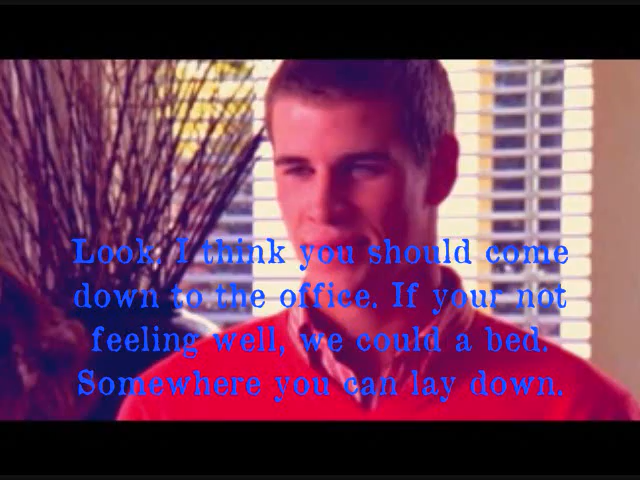 Look. I think you should come
down to the office. If your not
feeling well, we could a bed.
Somewhere you can lay down.